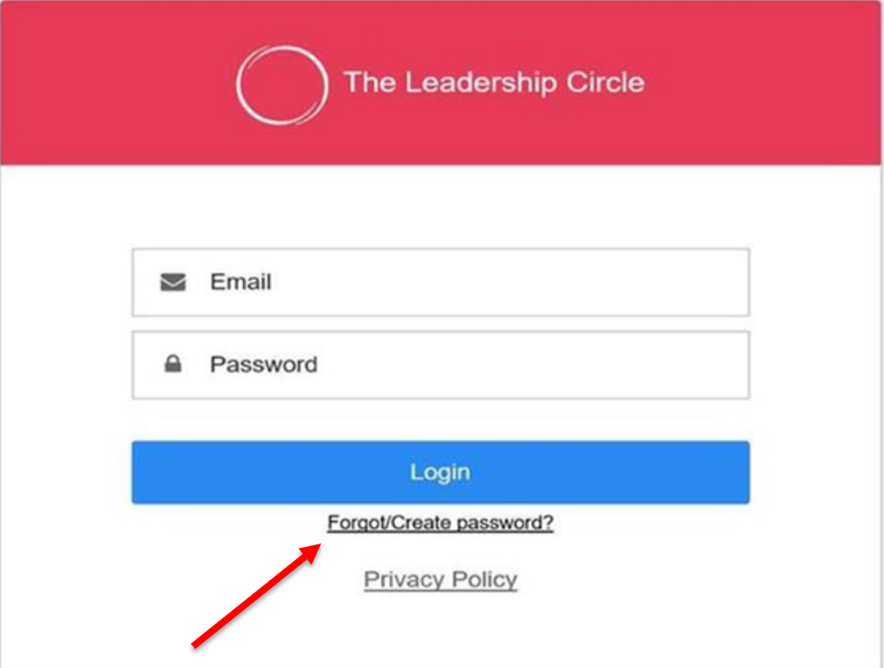 The Leadership Circle
Email
Password
Login
Forgot/Create password?
Privacy Policy